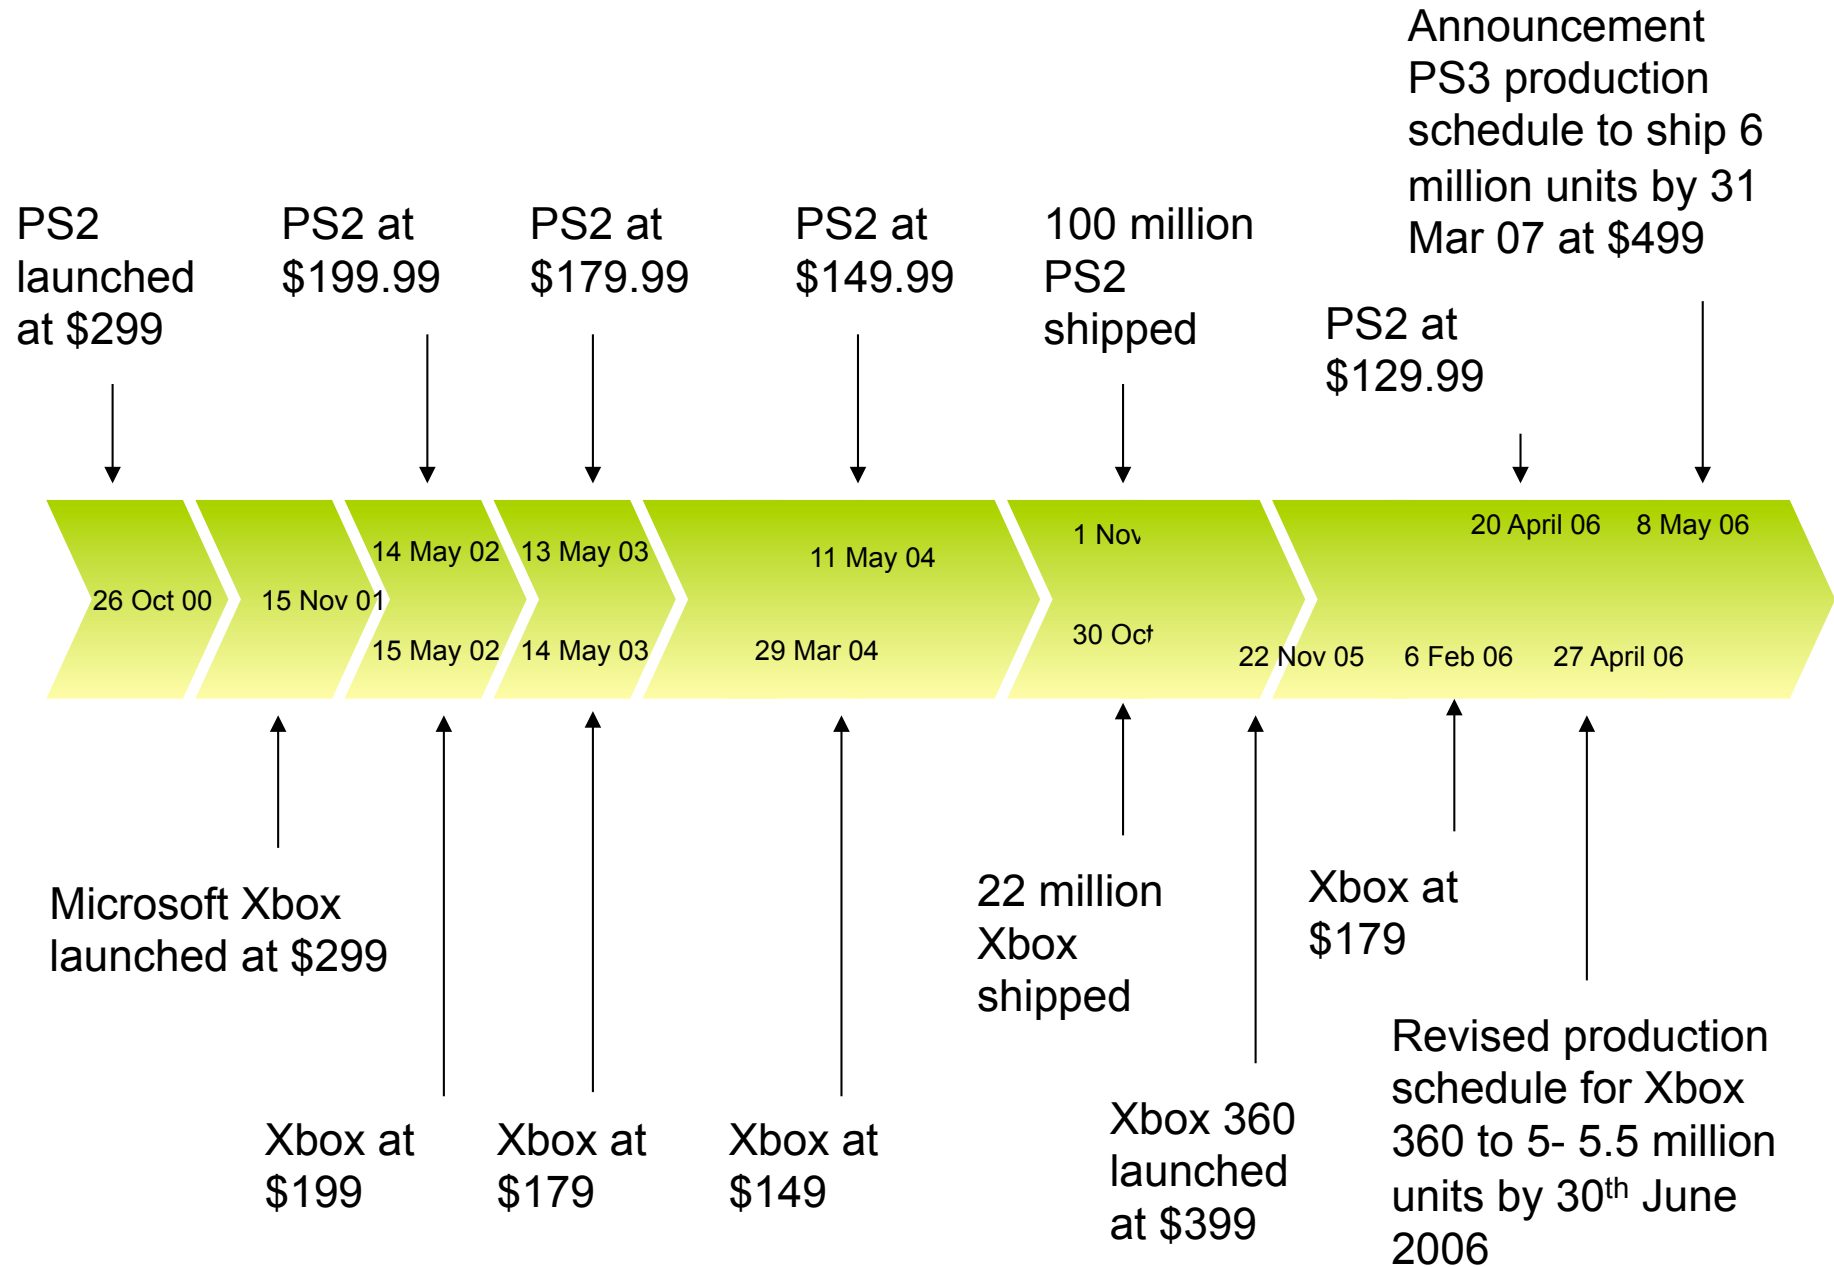 Announcement
PS3 production
schedule to ship 6
million units by 31
Mar 07 at $499
PS2
launched
at $299
PS2 at
$199.99
PS2 at
$179.99
PS2 at
$149.99
100 million
PS2
shipped
PS2 at
$129.99
26 Oct 00
15 Nov 01
14 May 02
15 May 02
13 May 03
14 May 03
11 May 04
29 Mar 04
1 Nov
30 Oct
22 Nov 05
20 April 06
8 May 06
6 Feb 06
27 April 06
Microsoft Xbox
launched at $299
Xbox at
$199
Xbox at
$179
Xbox at
$149
22 million
Xbox
shipped
Xbox 360
launched
at $399
Xbox at
$179
Revised production
schedule for Xbox
360 to 5- 5.5 million
units by 30th June
2006